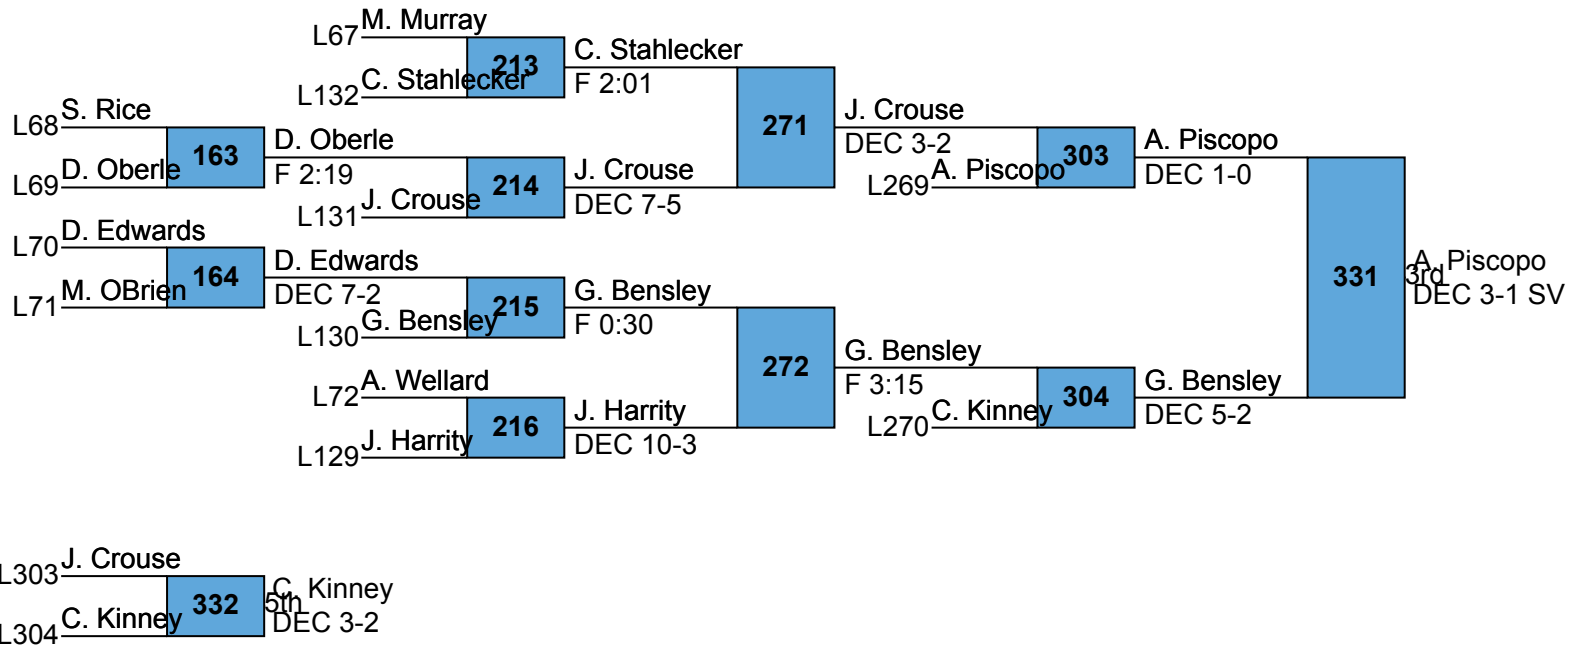 M. Murray
L67
213
C. Stahlecker
C. Stahlecker
F 2:01
L132
S. Rice
L68
271
J. Crouse
163
D. Oberle
DEC 3-2
303
A. Piscopo
D. Oberle
F 2:19
L69
214
J. Crouse
A. Piscopo
DEC 1-0
L269
J. Crouse
DEC 7-5
L131
D. Edwards
L70
164
D. Edwards
331
A. Piscopo
3rd
DEC 3-1 SV
M. OBrien
DEC 7-2
L71
215
G. Bensley
G. Bensley
F 0:30
L130
272
G. Bensley
A. Wellard
F 3:15
304
G. Bensley
L72
216
J. Harrity
C. Kinney
DEC 5-2
L270
J. Harrity
DEC 10-3
L129
J. Crouse
L303
332
5th
C. Kinney
C. Kinney
DEC 3-2
L304